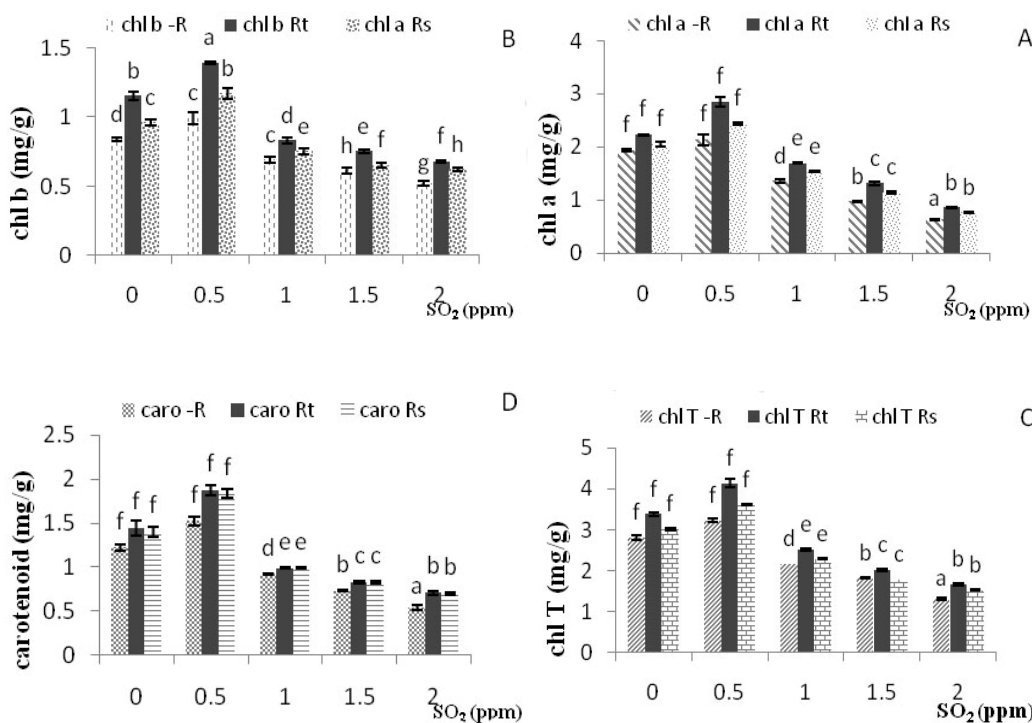 chl b -R chl b Rt chl a Rs
B
chl b (mg/g)
1.5
1
0.5
0
d b c
c a b
c d e
h e f
g f h
0 0.5 1 1.5 2
SO2 (ppm)
chl a -R chl a Rt chl a Rs
A
chl a (mg/g)
4
3
2
1
0
f f f
f f f
d e e
b c c
a b b
0 0.5 1 1.5 2
SO2 (ppm)
caro -R caro Rt caro Rs
D
carotenoid (mg/g)
2.5
2
1.5
1
0.5
0
f f f
f f f
d e e
b c c
a b b
0 0.5 1 1.5 2
SO2 (ppm)
chl T -R chl T Rt chl T Rs
C
chl T (mg/g)
5
4
3
2
1
0
f f f
f f f
d e e
b c c
a b b
0 0.5 1 1.5 2
SO2 (ppm)